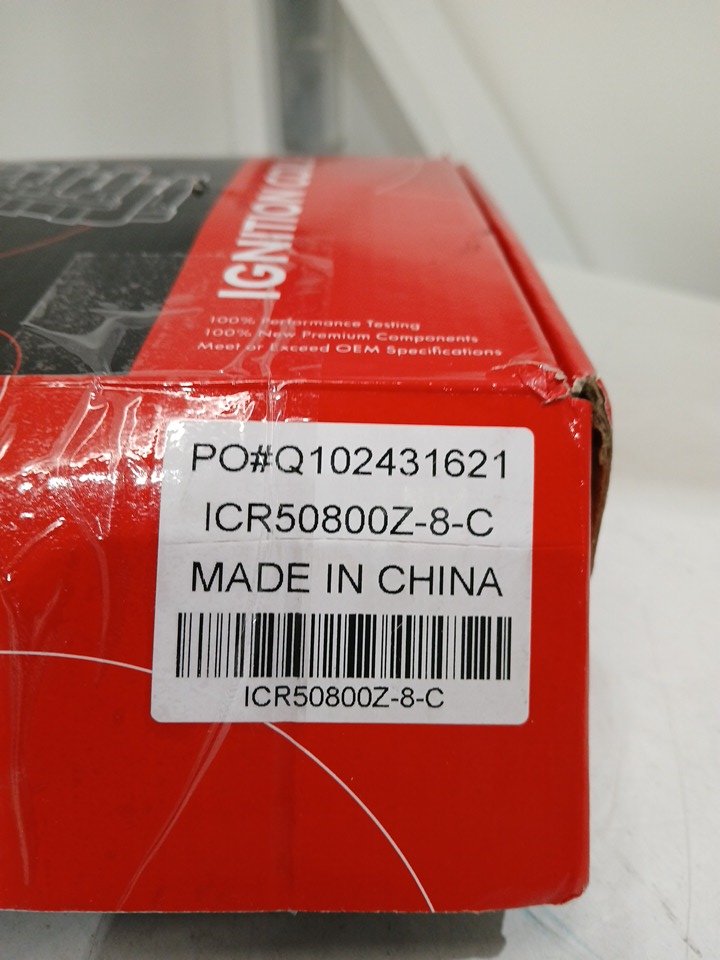 IGNITION
100% Performance Testing
100% New Premium Components
Meet or Exceed OEM Specifications
PO#Q102431621
ICR50800Z-8-C
MADE IN CHINA
ICR50800Z-8-C